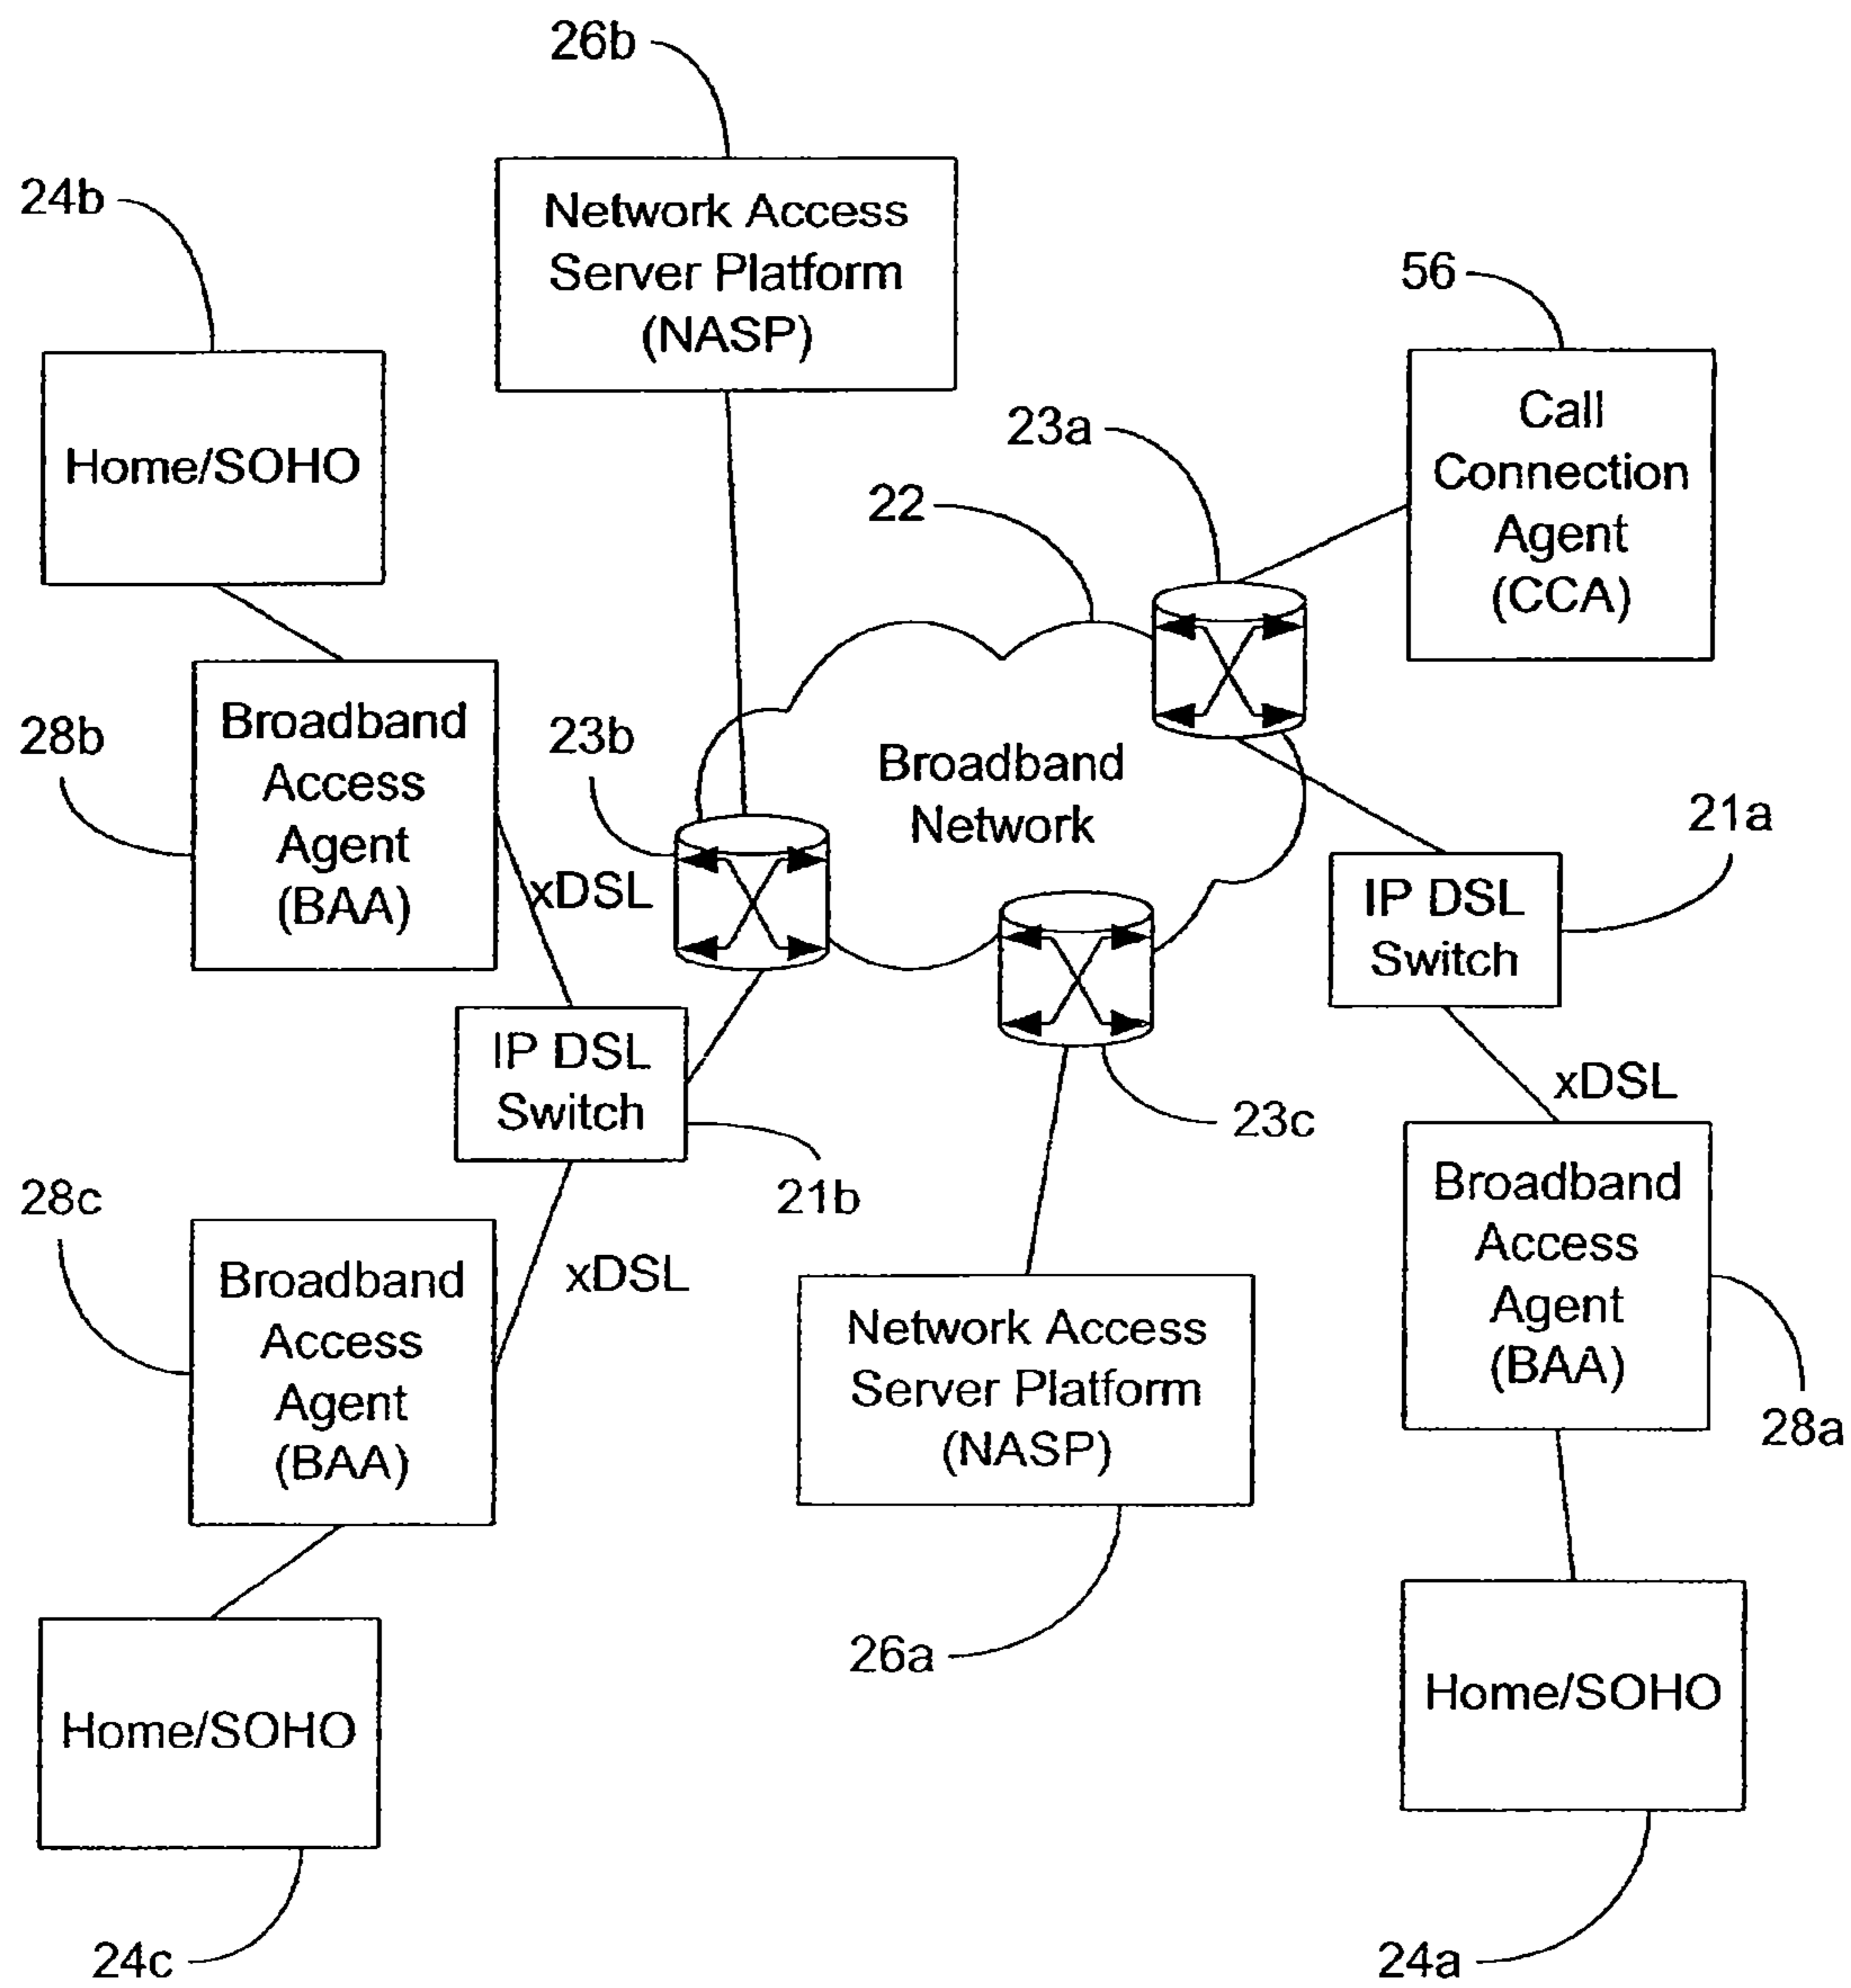 26b
24b
Network Access
Server Platform
(NASP)
56
Call
Connection
Agent
(CCA)
23a
22
Home/SOHO
Broadband
Access
Agent
(BAA)
28b
23b
xDSL
Broadband
Network
21a
IP DSL
Switch
IP DSL
Switch
21b
23c
xDSL
28c
Broadband
Access
Agent
(BAA)
xDSL
Network Access
Server Platform
(NASP)
Broadband
Access
Agent
(BAA)
28a
26a
Home/SOHO
Home/SOHO
24c
24a